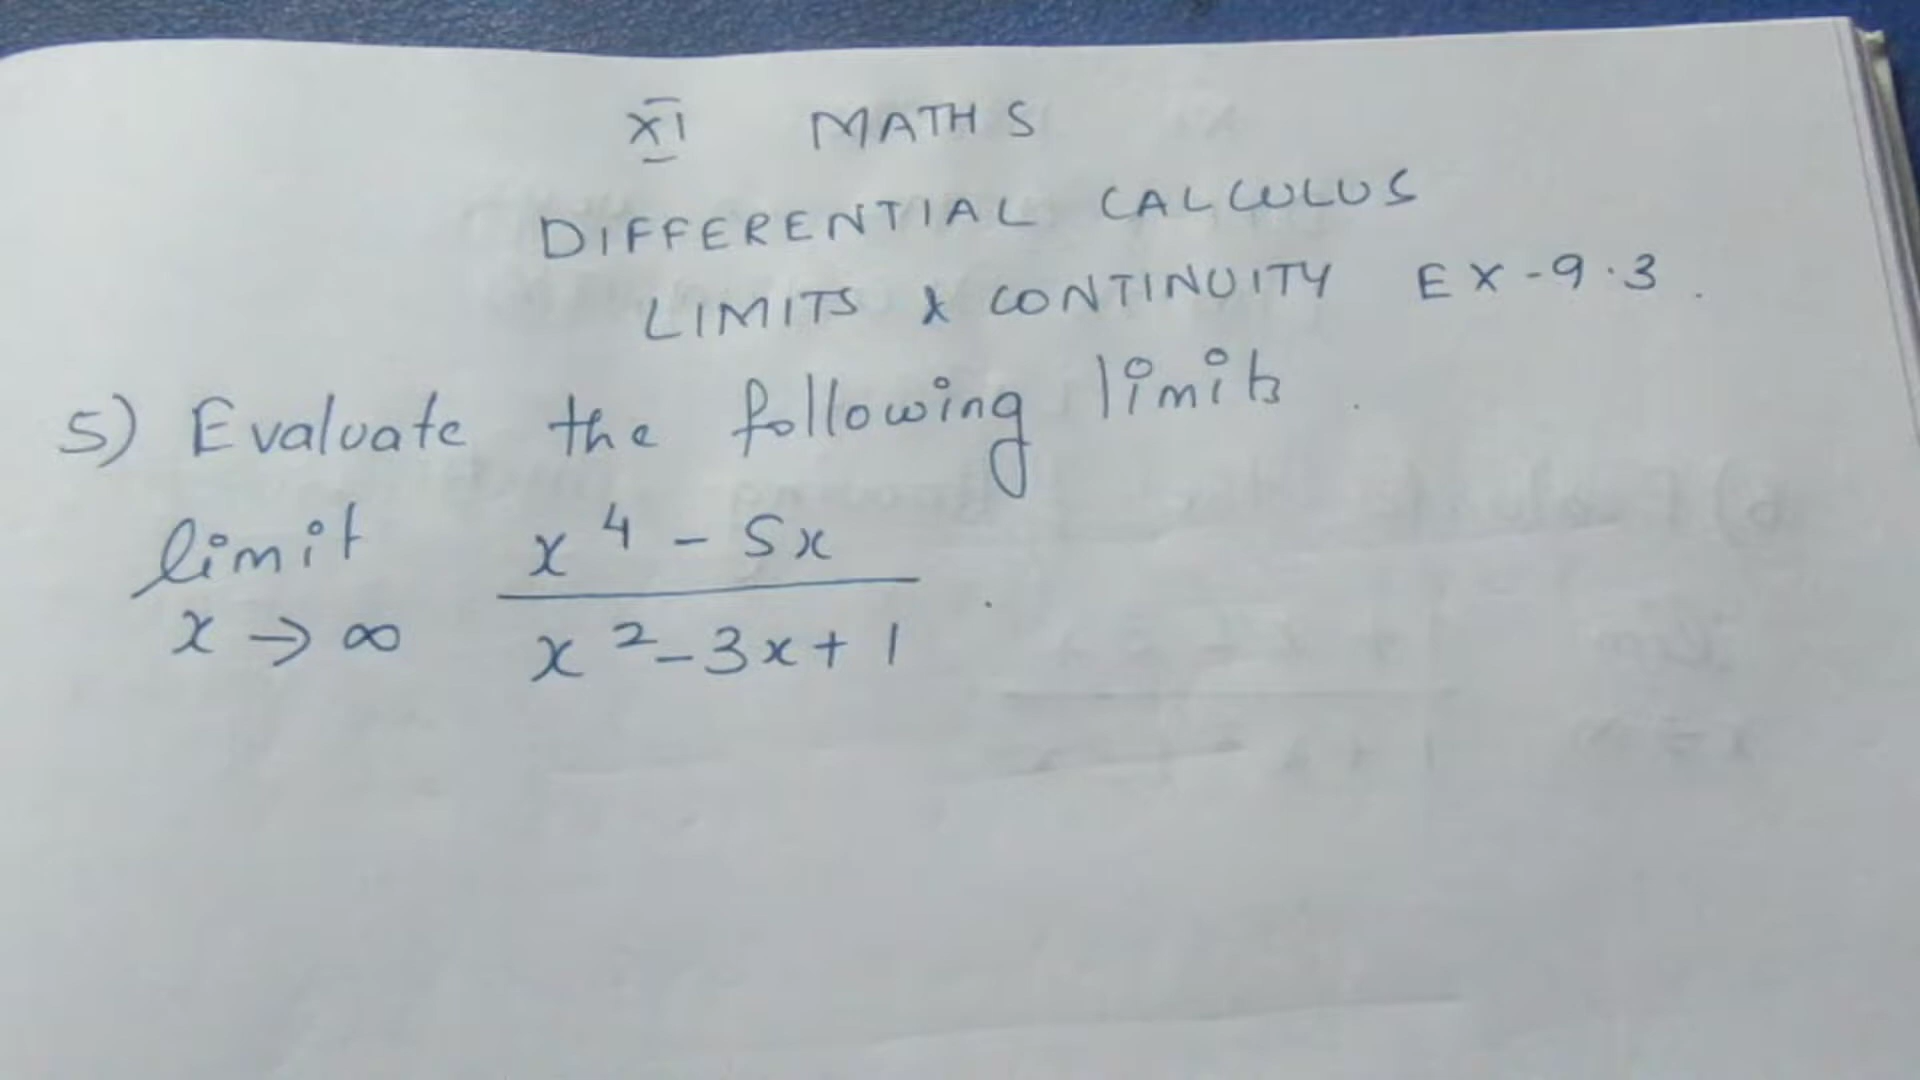 XI MATHS
DIFFERENTIAL CALCULUS
LIMITS & CONTINUITY EX-9.3.
5) Evaluate the following limits.
limit x⁴ - 5x
x → ∞ x² - 3x + 1.